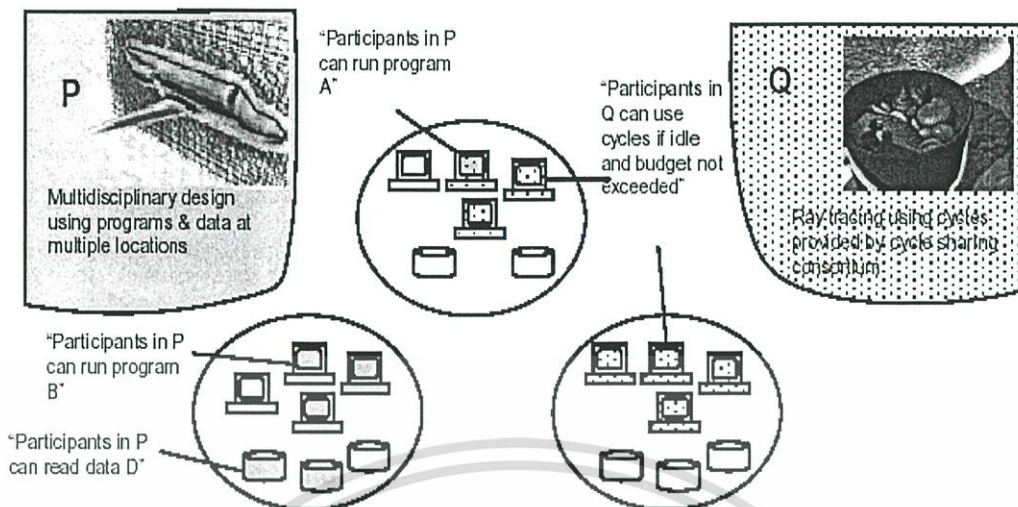 P
Multidisciplinary design
using programs & data at
multiple locations
"Participants in P
can run program
A"
"Participants in
Q can use
cycles if idle
and budget not
exceeded"
Q
Ray tracing using cycles
provided by cycle sharing
consortium
"Participants in P
can run program
B"
"Participants in P
can read data D"